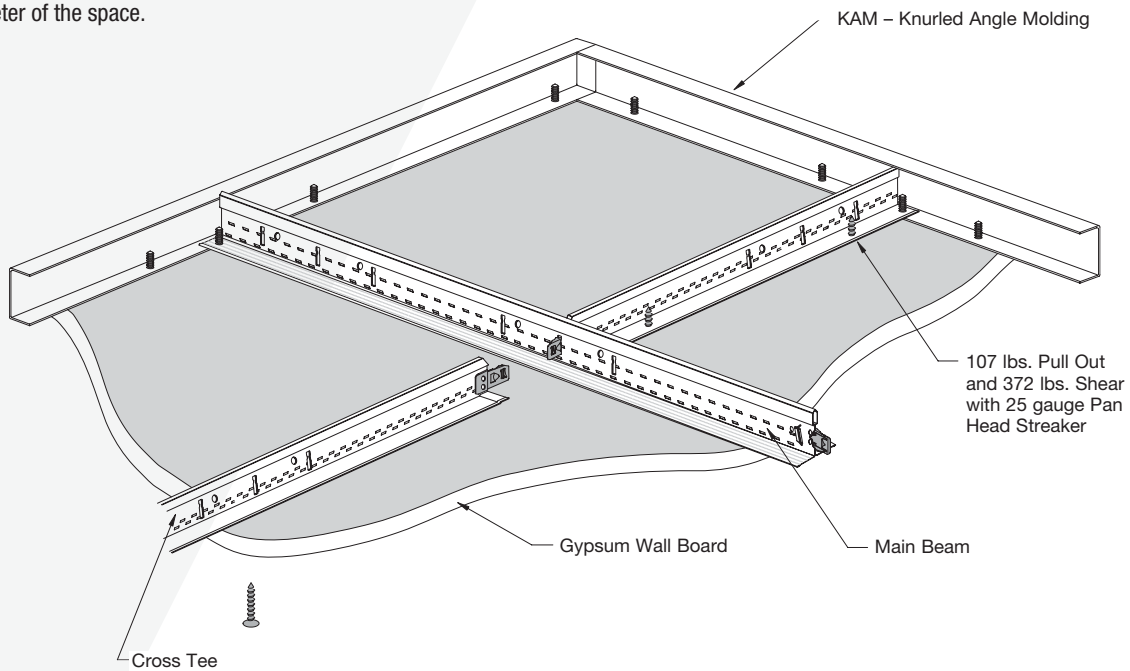 of the space.
KAM – Knurled Angle Molding
107 lbs. Pull Out
and 372 lbs. Shear
with 25 gauge Pan
Head Streaker
Gypsum Wall Board
Main Beam
Cross Tee